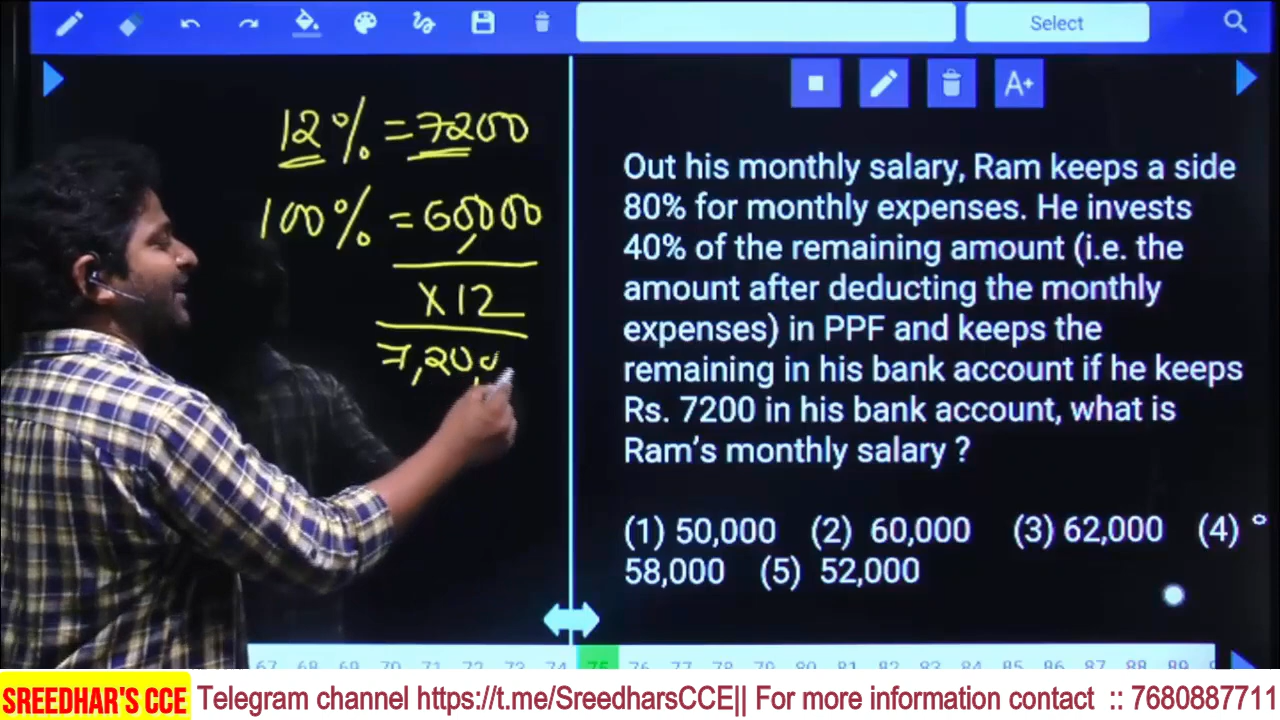 Select
A+
12% = 7200
100% = 60,000
X 12
7,200
Out his monthly salary, Ram keeps a side
80% for monthly expenses. He invests
40% of the remaining amount (i.e. the
amount after deducting the monthly
expenses) in PPF and keeps the
remaining in his bank account if he keeps
Rs. 7200 in his bank account, what is
Ram's monthly salary ?
(1) 50,000 (2) 60,000 (3) 62,000 (4)
58,000 (5) 52,000
67 68 69 70 71 72 73 74 75 76 77 78 79 80 81 82 83 84 85 86 87 88 89
SREEDHAR'S CCE Telegram channel https://t.me/SreedharsCCE|| For more information contact :: 7680887711